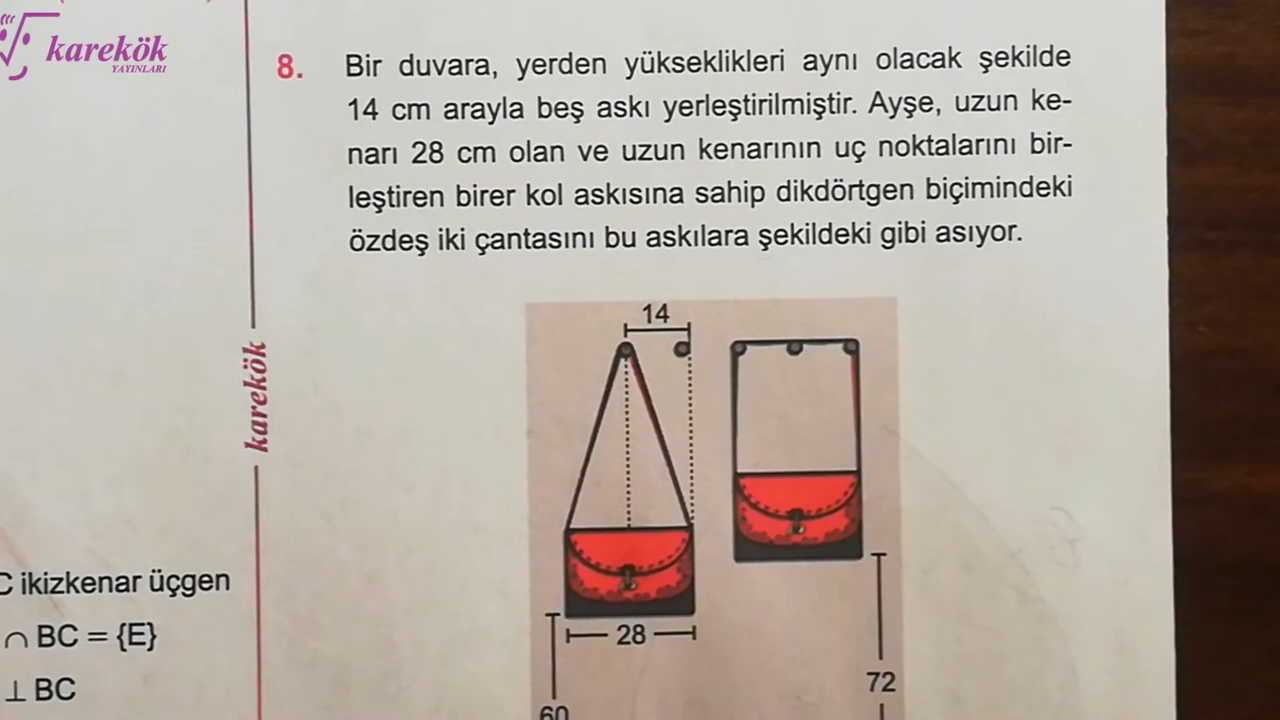 karekök
YAYINLARI
8. Bir duvara, yerden yükseklikleri aynı olacak şekilde
14 cm arayla beş askı yerleştirilmiştir. Ayşe, uzun ke-
narı 28 cm olan ve uzun kenarının uç noktalarını bir-
leştiren birer kol askısına sahip dikdörtgen biçimindeki
özdeş iki çantasını bu askılara şekildeki gibi asıyor.
14
28
60
72
karekök
C ikizkenar üçgen
∩ BC = {E}
⊥ BC